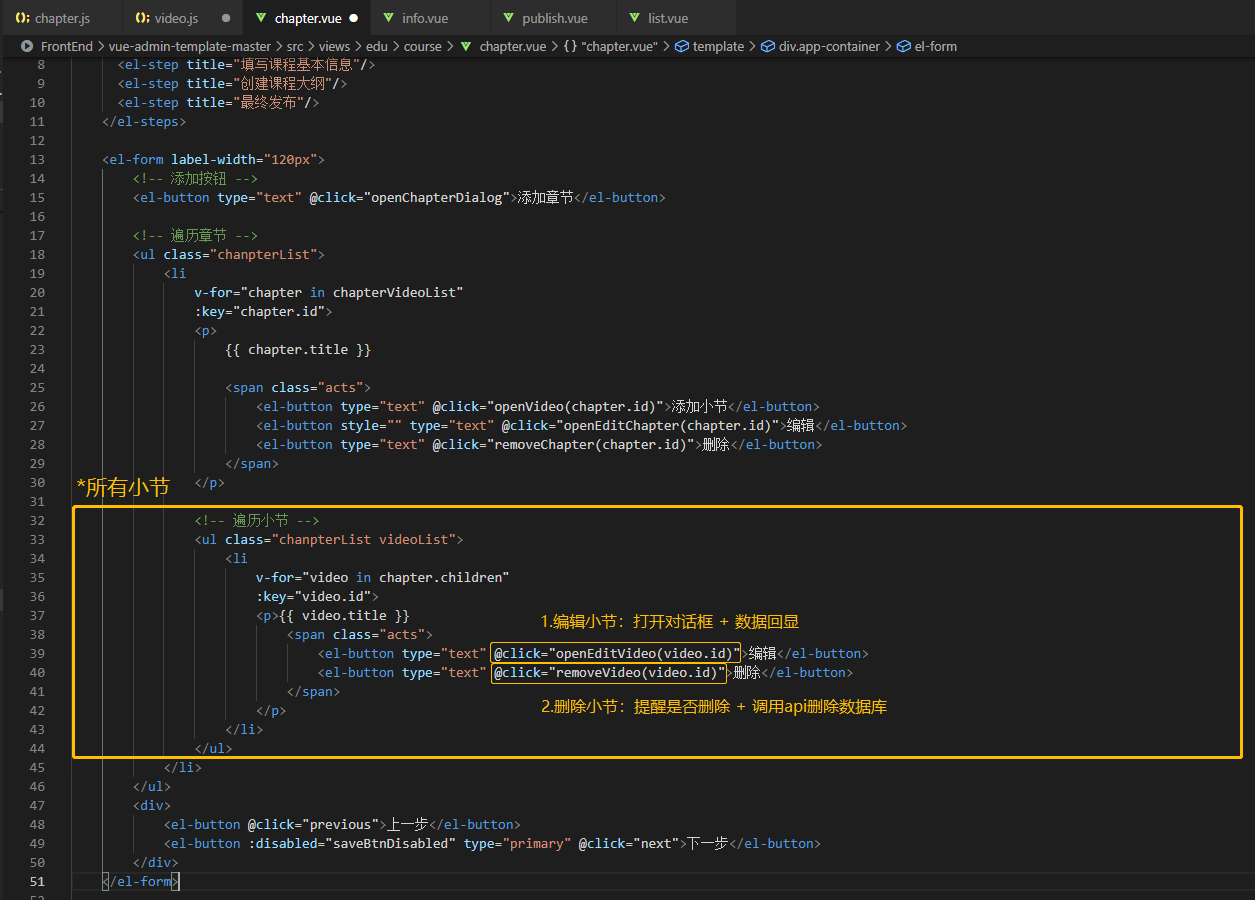 chapter.js video.js chapter.vue info.vue publish.vue list.vue
FrontEnd > vue-admin-template-master > src > views > edu > course > chapter.vue > {} "chapter.vue" > template > div.app-container > el-form
8 <el-step title="填写课程基本信息"/>
9 <el-step title="创建课程大纲"/>
10 <el-step title="最终发布"/>
11 </el-steps>
12
13 <el-form label-width="120px">
14 <!-- 添加按钮 -->
15 <el-button type="text" @click="openChapterDialog">添加章节</el-button>
16
17 <!-- 遍历章节 -->
18 <ul class="chanpterList">
19 <li
20 v-for="chapter in chapterVideoList"
21 :key="chapter.id">
22 <p>
23 {{ chapter.title }}
24
25 <span class="acts">
26 <el-button type="text" @click="openVideo(chapter.id)">添加小节</el-button>
27 <el-button style="" type="text" @click="openEditChapter(chapter.id)">编辑</el-button>
28 <el-button type="text" @click="removeChapter(chapter.id)">删除</el-button>
29 </span>
30 </p>
*所有小节
31
32 <!-- 遍历小节 -->
33 <ul class="chanpterList videoList">
34 <li
35 v-for="video in chapter.children"
36 :key="video.id">
37 <p>{{ video.title }}
1.编辑小节：打开对话框 + 数据回显
38 <span class="acts">
39 <el-button type="text" @click="openEditVideo(video.id)">编辑</el-button>
40 <el-button type="text" @click="removeVideo(video.id)">删除</el-button>
41 </span>
42 </p>
2.删除小节：提醒是否删除 + 调用api删除数据库
43 </li>
44 </ul>
45 </li>
46 </ul>
47 <div>
48 <el-button @click="previous">上一步</el-button>
49 <el-button :disabled="saveBtnDisabled" type="primary" @click="next">下一步</el-button>
50 </div>
51 </el-form>